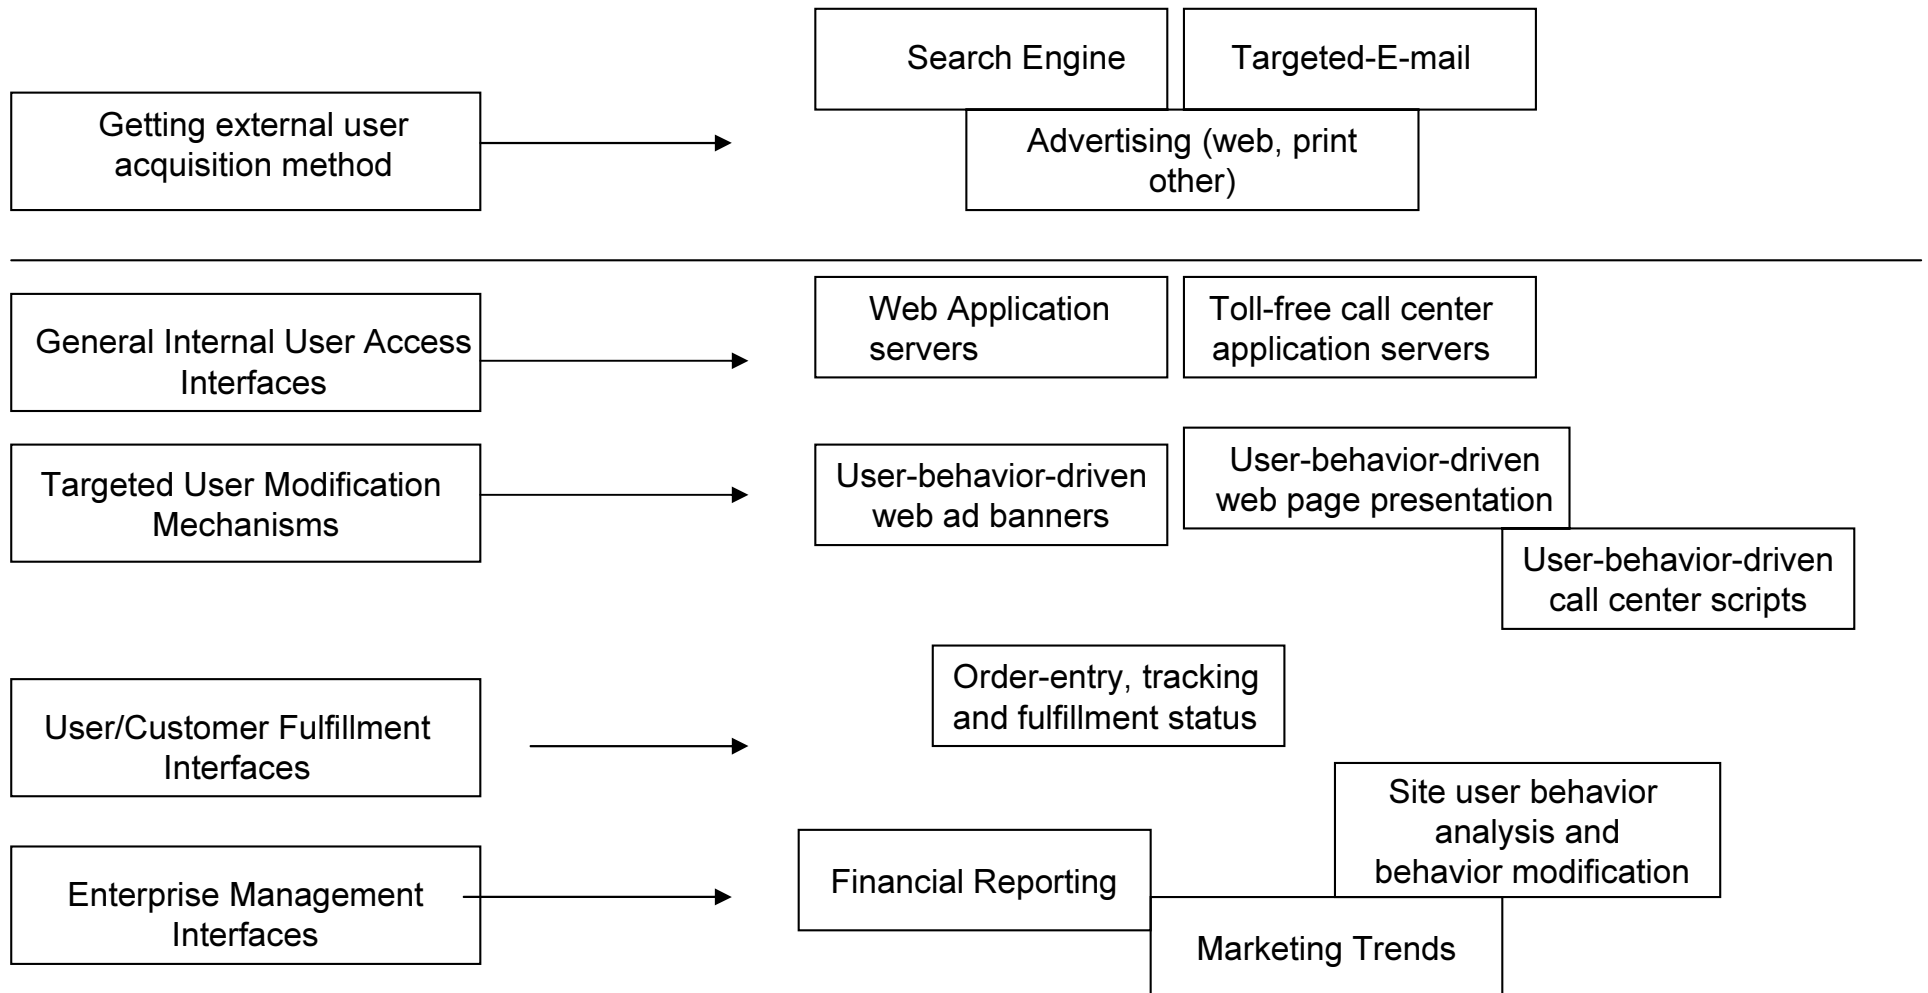 Search Engine
Targeted-E-mail
Getting external user
acquisition method
Advertising (web, print
other)
General Internal User Access
Interfaces
Web Application
servers
Toll-free call center
application servers
Targeted User Modification
Mechanisms
User-behavior-driven
web ad banners
User-behavior-driven
web page presentation
User-behavior-driven
call center scripts
User/Customer Fulfillment
Interfaces
Order-entry, tracking
and fulfillment status
Enterprise Management
Interfaces
Financial Reporting
Site user behavior
analysis and
behavior modification
Marketing Trends